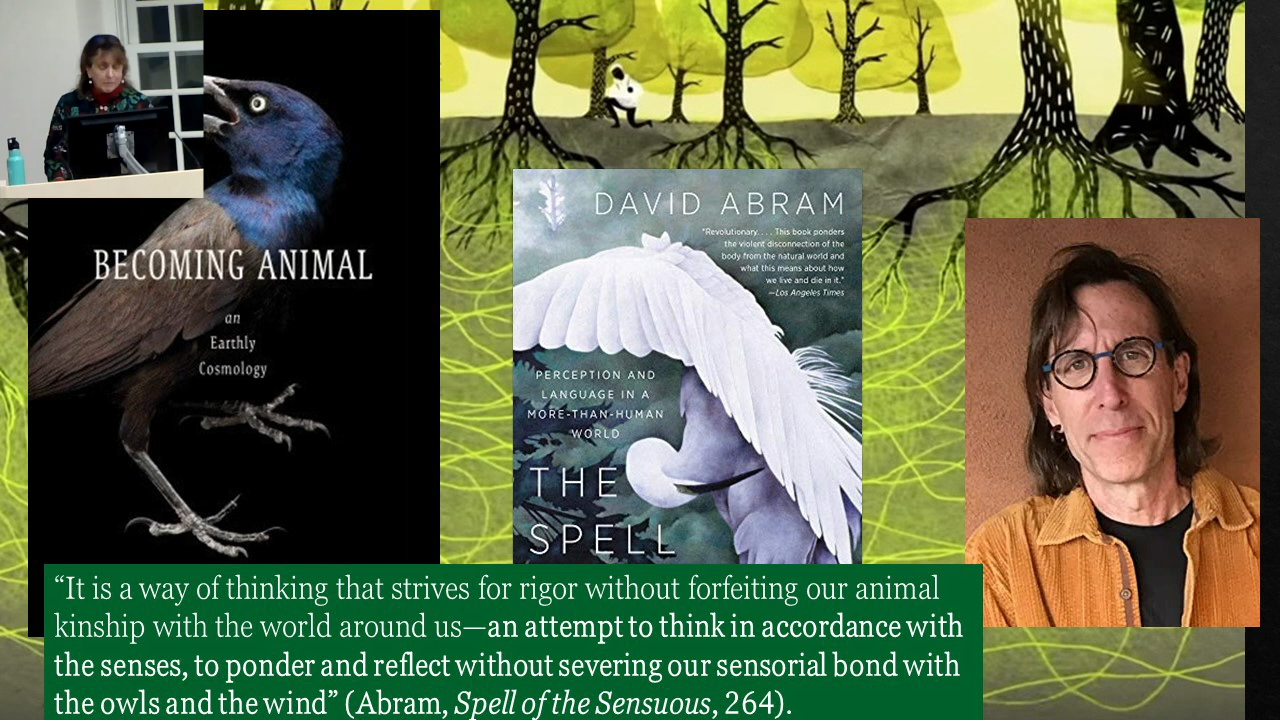 BECOMING ANIMAL
an
Earthly
Cosmology
DAVID ABRAM
"Revolutionary. . . . This book ponders
the violent disconnection of the
body from the natural world and
what this means about how
we live and die in it."
—Los Angeles Times
PERCEPTION AND
LANGUAGE IN A
MORE-THAN-HUMAN
WORLD
THE
SPELL
“It is a way of thinking that strives for rigor without forfeiting our animal
kinship with the world around us—an attempt to think in accordance with
the senses, to ponder and reflect without severing our sensorial bond with
the owls and the wind” (Abram, Spell of the Sensuous, 264).